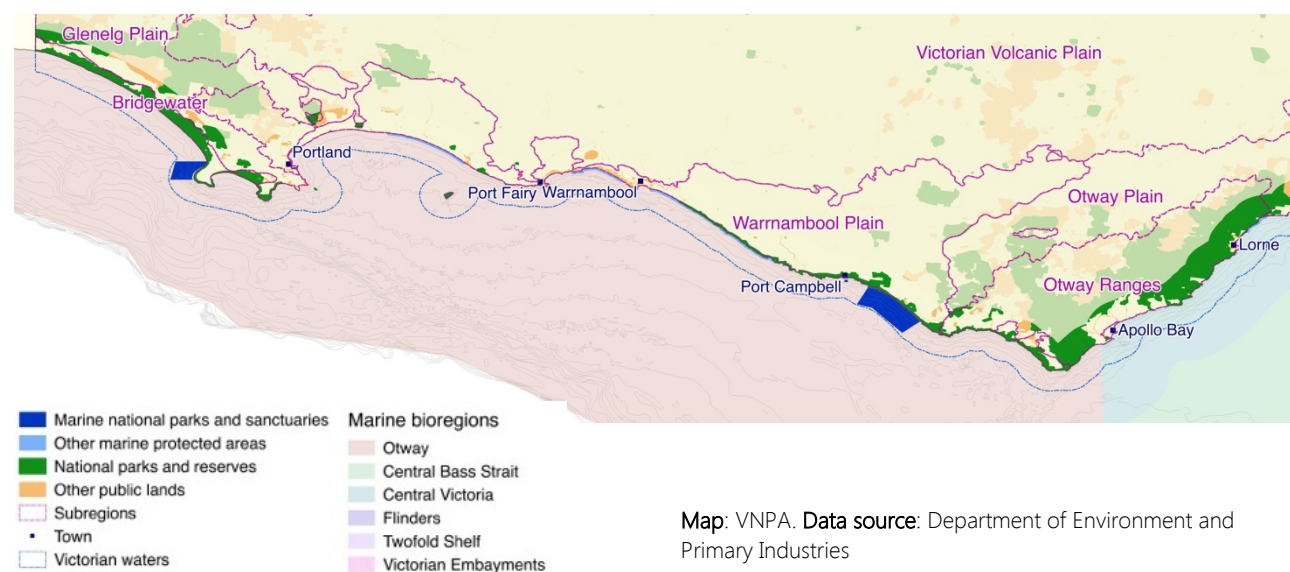 Glenelg Plain
Victorian Volcanic Plain
Bridgewater
Portland
Port Fairy
Warrnambool
Otway Plain
Warrnambool Plain
Lorne
Port Campbell
Otway Ranges
Apollo Bay
Marine national parks and sanctuaries
Other marine protected areas
National parks and reserves
Other public lands
Subregions
Town
Victorian waters
Marine bioregions
Otway
Central Bass Strait
Central Victoria
Flinders
Twofold Shelf
Victorian Embayments
Map: VNPA. Data source: Department of Environment and
Primary Industries